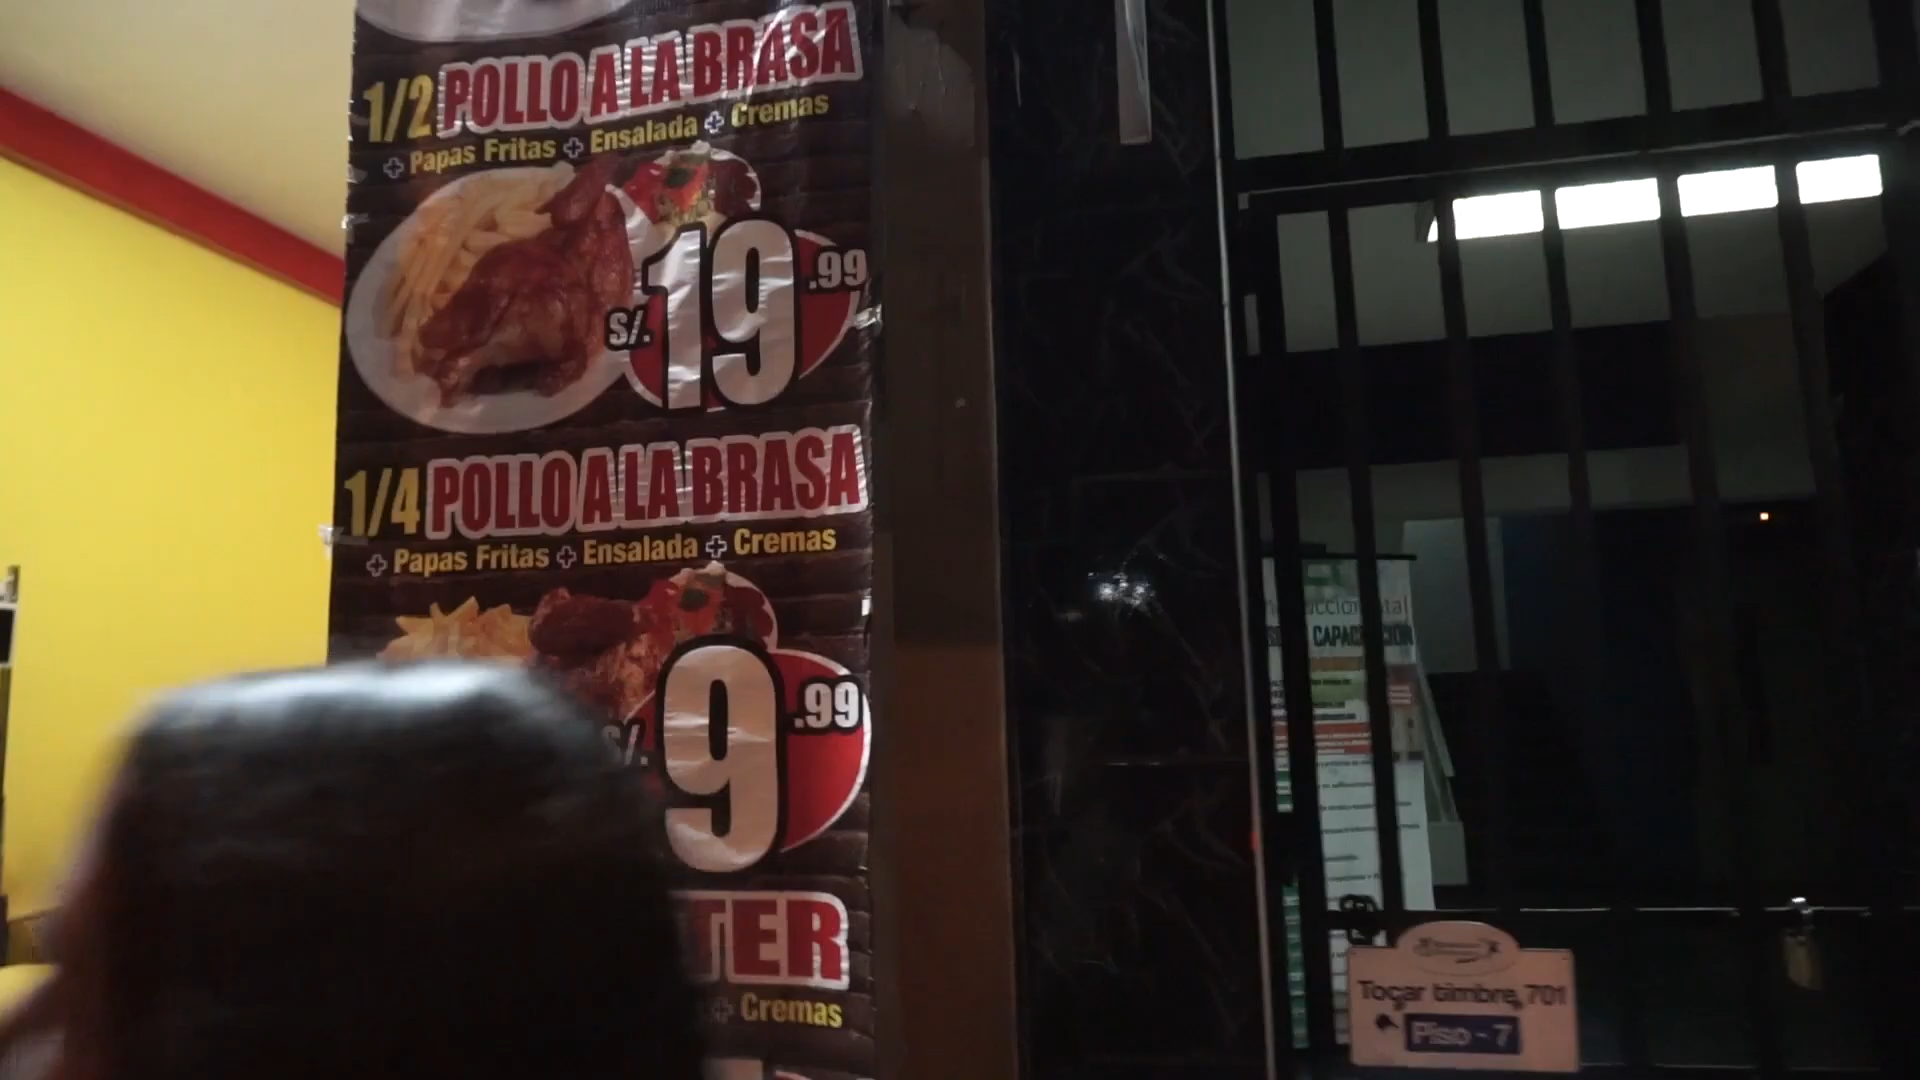 1/2 POLLO A LA BRASA
+ Papas Fritas + Ensalada + Cremas
S/. 19.99
1/4 POLLO A LA BRASA
+ Papas Fritas + Ensalada + Cremas
S/. 9.99
TER
+ Cremas
CAPACITACIÓN
Tocar timbre 701
Piso - 7